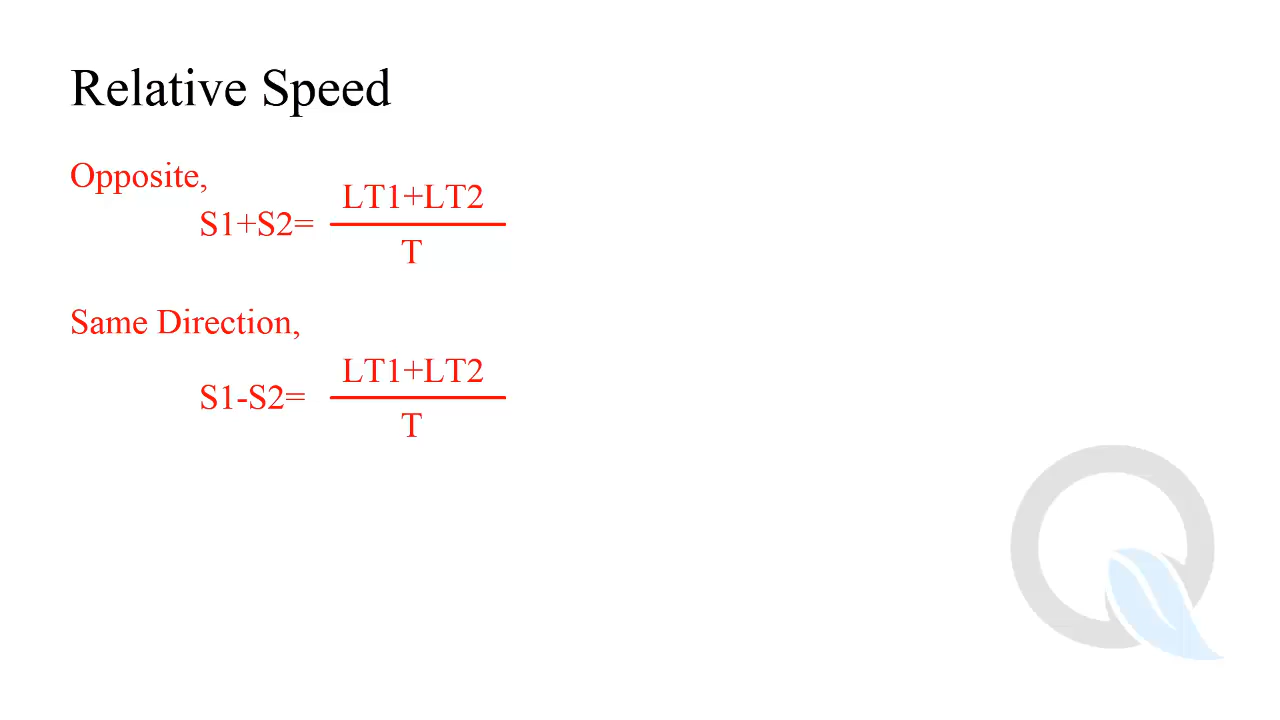 Relative Speed
Opposite,
LT1+LT2
S1+S2=
T
Same Direction,
LT1+LT2
S1-S2=
T